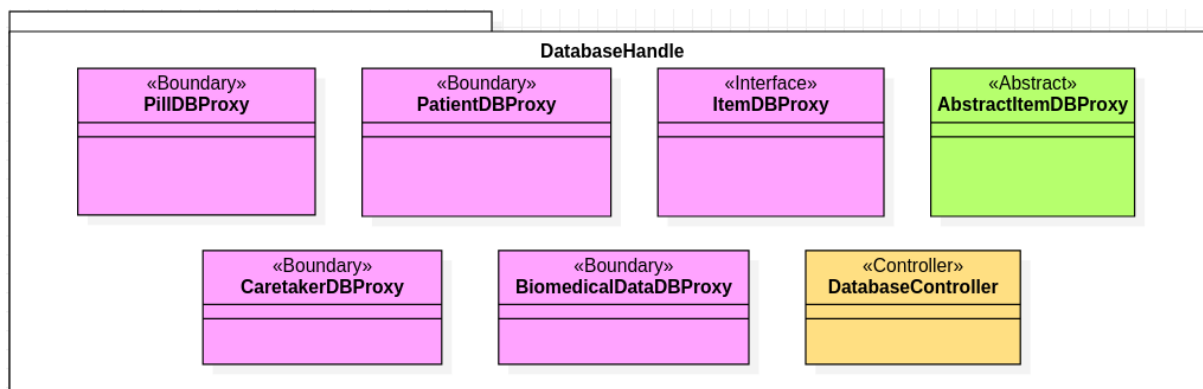 DatabaseHandle
«Boundary»
PillDBProxy
«Boundary»
PatientDBProxy
«Interface»
ItemDBProxy
«Abstract»
AbstractItemDBProxy
«Boundary»
CaretakerDBProxy
«Boundary»
BiomedicalDataDBProxy
«Controller»
DatabaseController